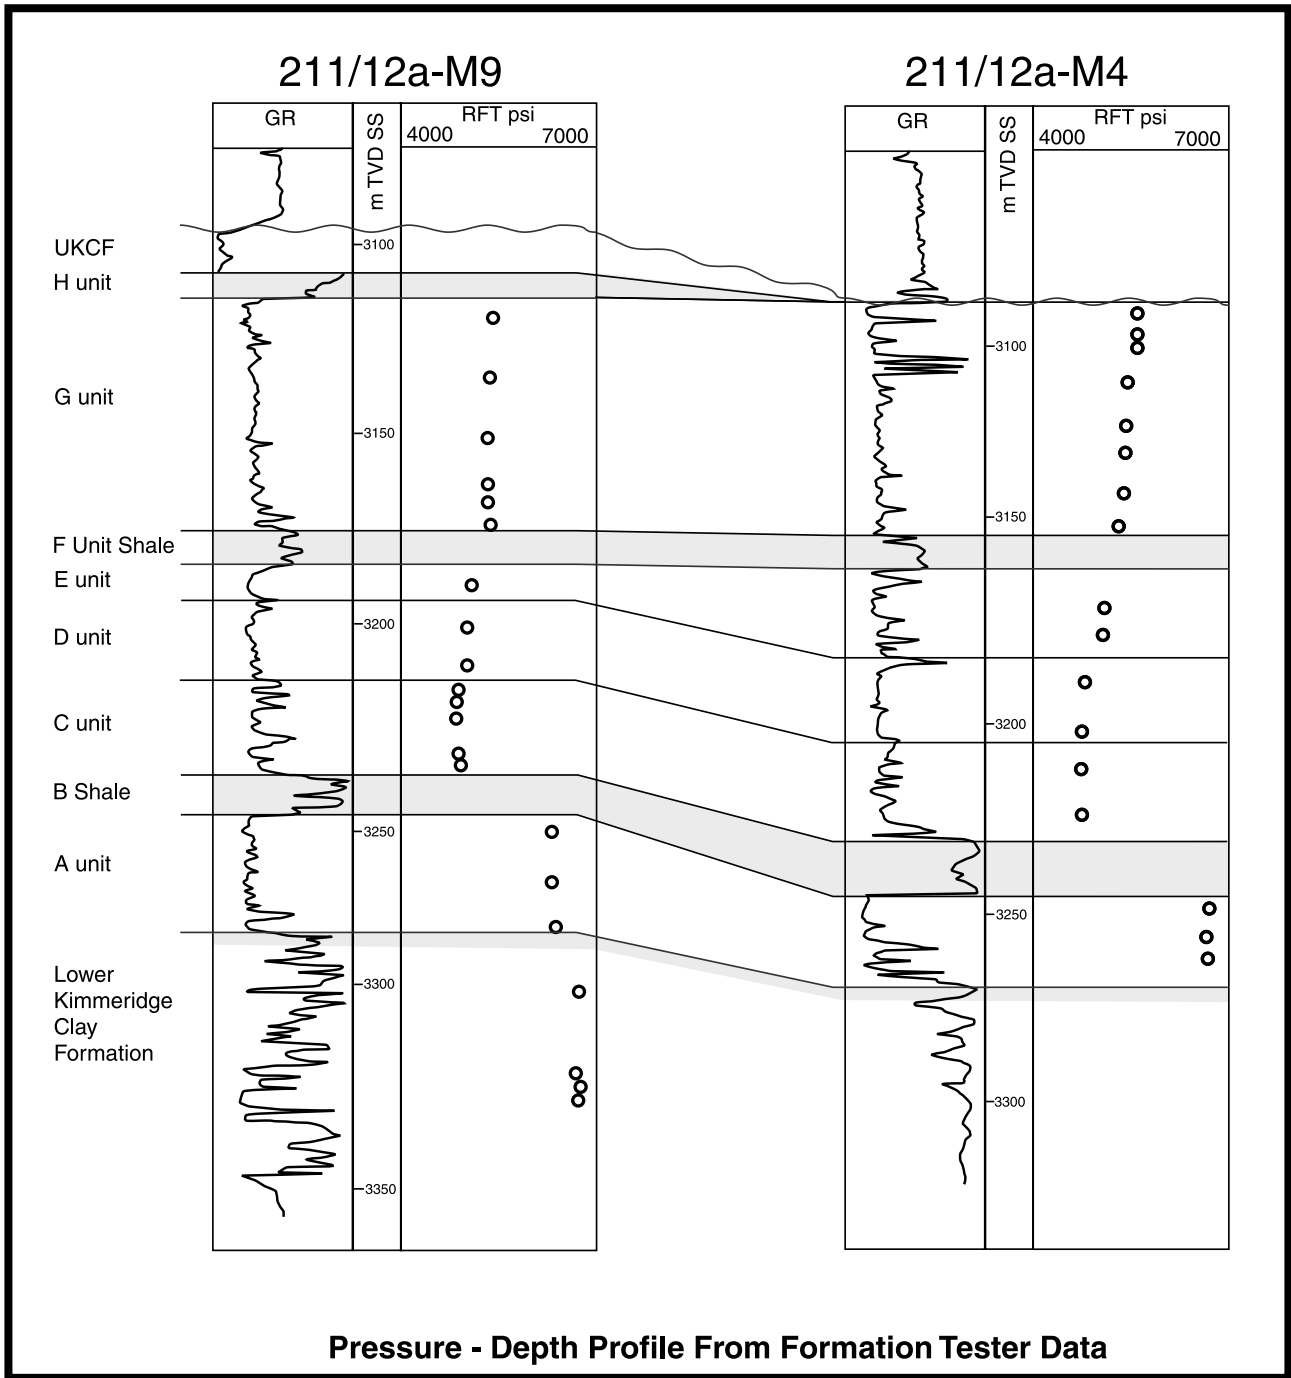 211/12a-M9
211/12a-M4
GR
m TVD SS
RFT psi
4000 7000
GR
m TVD SS
RFT psi
4000 7000
UKCF
H unit
G unit
F Unit Shale
E unit
D unit
C unit
B Shale
A unit
Lower
Kimmeridge
Clay
Formation
3100
3150
3200
3250
3300
3350
3100
3150
3200
3250
3300
Pressure - Depth Profile From Formation Tester Data